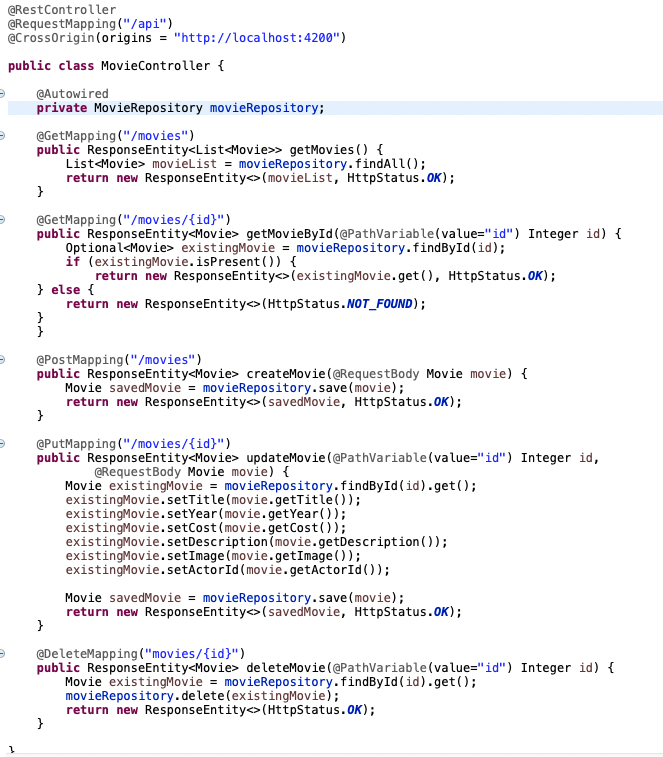 @RestController
@RequestMapping("/api")
@CrossOrigin(origins = "http://localhost:4200")

public class MovieController {

    @Autowired
    private MovieRepository movieRepository;

    @GetMapping("/movies")
    public ResponseEntity<List<Movie>> getMovies() {
        List<Movie> movieList = movieRepository.findAll();
        return new ResponseEntity<>(movieList, HttpStatus.OK);
    }

    @GetMapping("/movies/{id}")
    public ResponseEntity<Movie> getMovieById(@PathVariable(value="id") Integer id) {
        Optional<Movie> existingMovie = movieRepository.findById(id);
        if (existingMovie.isPresent()) {
            return new ResponseEntity<>(existingMovie.get(), HttpStatus.OK);
    } else {
        return new ResponseEntity<>(HttpStatus.NOT_FOUND);
    }
    }

    @PostMapping("/movies")
    public ResponseEntity<Movie> createMovie(@RequestBody Movie movie) {
        Movie savedMovie = movieRepository.save(movie);
        return new ResponseEntity<>(savedMovie, HttpStatus.OK);
    }

    @PutMapping("/movies/{id}")
    public ResponseEntity<Movie> updateMovie(@PathVariable(value="id") Integer id,
            @RequestBody Movie movie) {
        Movie existingMovie = movieRepository.findById(id).get();
        existingMovie.setTitle(movie.getTitle());
        existingMovie.setYear(movie.getYear());
        existingMovie.setCost(movie.getCost());
        existingMovie.setDescription(movie.getDescription());
        existingMovie.setImage(movie.getImage());
        existingMovie.setActorId(movie.getActorId());

        Movie savedMovie = movieRepository.save(movie);
        return new ResponseEntity<>(savedMovie, HttpStatus.OK);
    }

    @DeleteMapping("movies/{id}")
    public ResponseEntity<Movie> deleteMovie(@PathVariable(value="id") Integer id) {
        Movie existingMovie = movieRepository.findById(id).get();
        movieRepository.delete(existingMovie);
        return new ResponseEntity<>(HttpStatus.OK);
    }

}